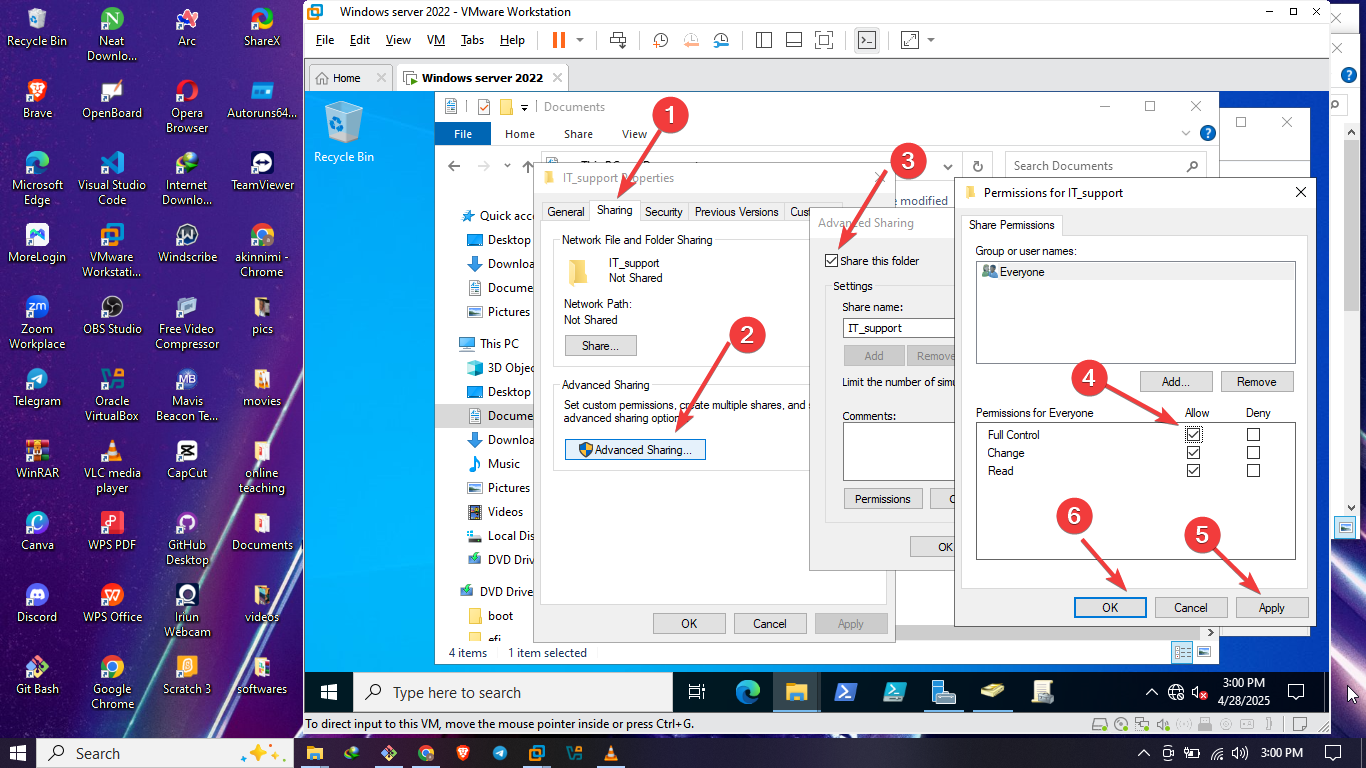 Recycle Bin
Neat Downlo...
Arc
ShareX
Brave
OpenBoard
Opera Browser
Autoruns64...
Microsoft Edge
Visual Studio Code
Internet Downlo...
TeamViewer
MoreLogin
VMware Workstati...
Windscribe
akinnimi - Chrome
Zoom Workplace
OBS Studio
Free Video Compressor
pics
Telegram
Oracle VirtualBox
Mavis Beacon Te...
movies
WinRAR
VLC media player
CapCut
online teaching
Canva
WPS PDF
GitHub Desktop
Documents
Discord
WPS Office
Iriun Webcam
videos
Git Bash
Google Chrome
Scratch 3
softwares
Windows server 2022 - VMware Workstation
File Edit View VM Tabs Help
Home
Windows server 2022
Recycle Bin
Documents
File Home Share View
Search Documents
Quick acc
Desktop
Downloa
Docume
Pictures
This PC
3D Objec
Desktop
Docume
Downloa
Music
Pictures
Videos
Local Dis
DVD Driv
DVD Driv
boot
efi
4 items 1 item selected
IT_support Properties
General Sharing Security Previous Versions Cust
Network File and Folder Sharing
IT_support
Not Shared
Network Path:
Not Shared
Share...
Advanced Sharing
Set custom permissions, create multiple shares, and s
advanced sharing option
Advanced Sharing...
OK Cancel Apply
e modified
Advanced Sharing
Share this folder
Settings
Share name:
IT_support
Add Remove
Limit the number of simu
Comments:
Permissions C
OK
Permissions for IT_support
Share Permissions
Group or user names:
Everyone
Add... Remove
Permissions for Everyone Allow Deny
Full Control
Change
Read
OK Cancel Apply
1
2
3
4
5
6
Type here to search
3:00 PM
4/28/2025
To direct input to this VM, move the mouse pointer inside or press Ctrl+G.
Search
3:00 PM